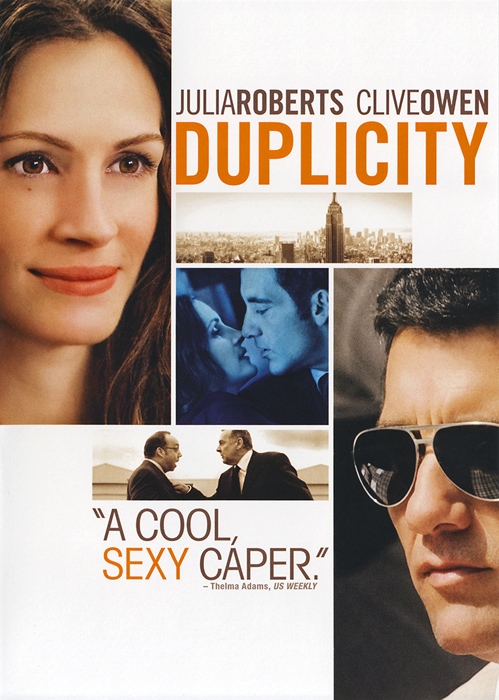 JULIAROBERTS CLIVEOWEN
DUPLICITY
"A COOL,
SEXY CAPER."
– Thelma Adams, US WEEKLY